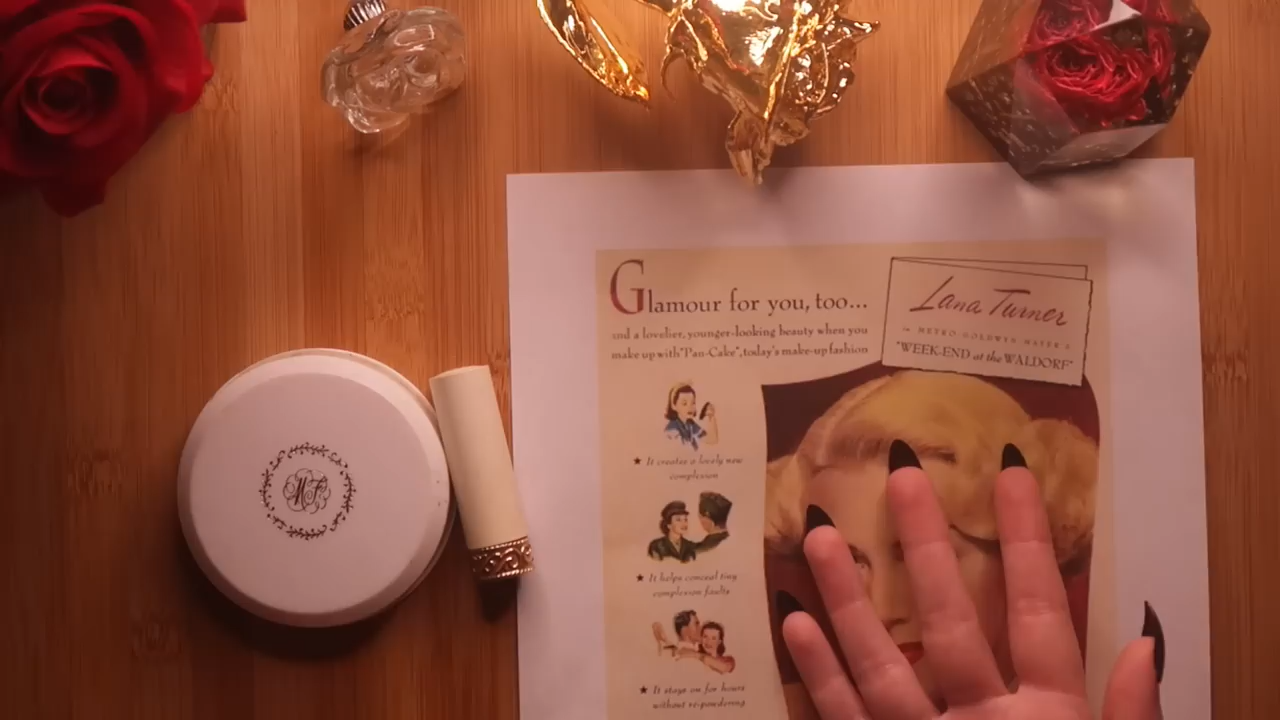 Glamour for you, too...
and a lovelier, younger-looking beauty when you
make up with "Pan-Cake", today's make-up fashion
Lana Turner
IN METRO GOLDWYN MAYER'S
"WEEK-END at the WALDORF"
★ It creates a lovely new
complexion
★ It helps conceal tiny
complexion faults
★ It stays on for hours
without re-powdering
MF